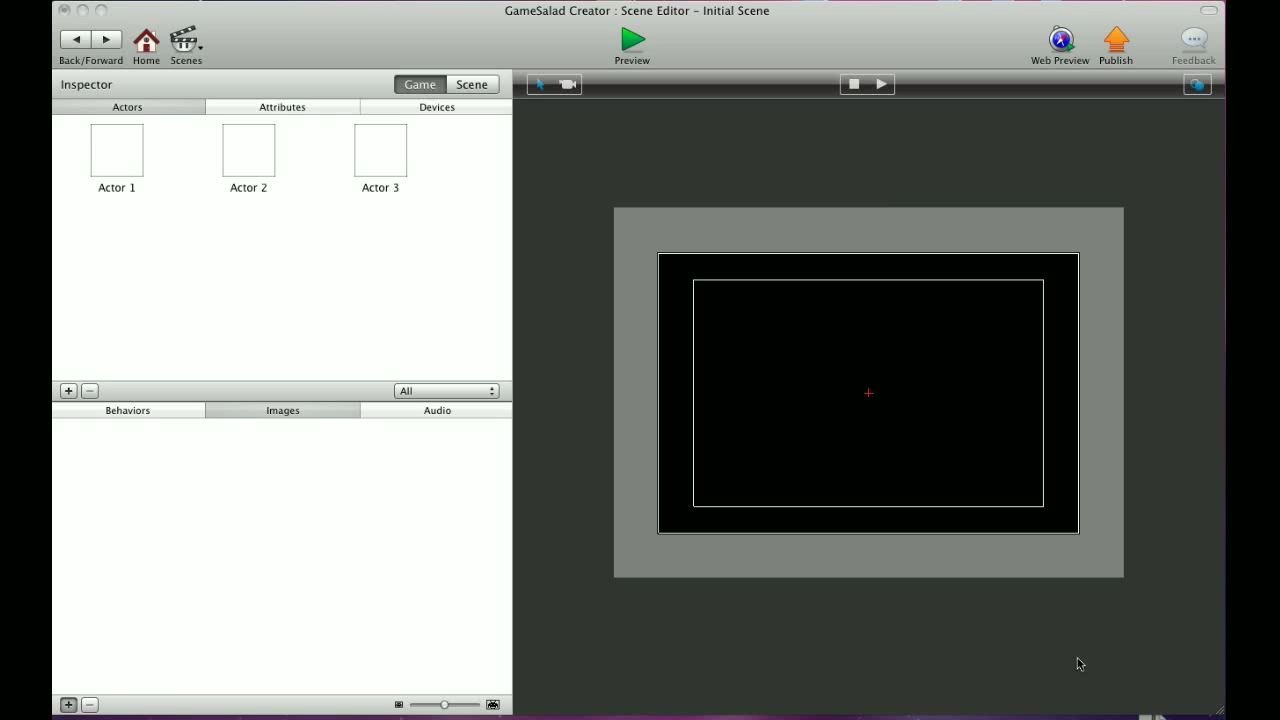 GameSalad Creator : Scene Editor - Initial Scene
Back/Forward Home Scenes Preview Web Preview Publish Feedback
Inspector Game Scene
Actors Attributes Devices
Actor 1 Actor 2 Actor 3
All
Behaviors Images Audio